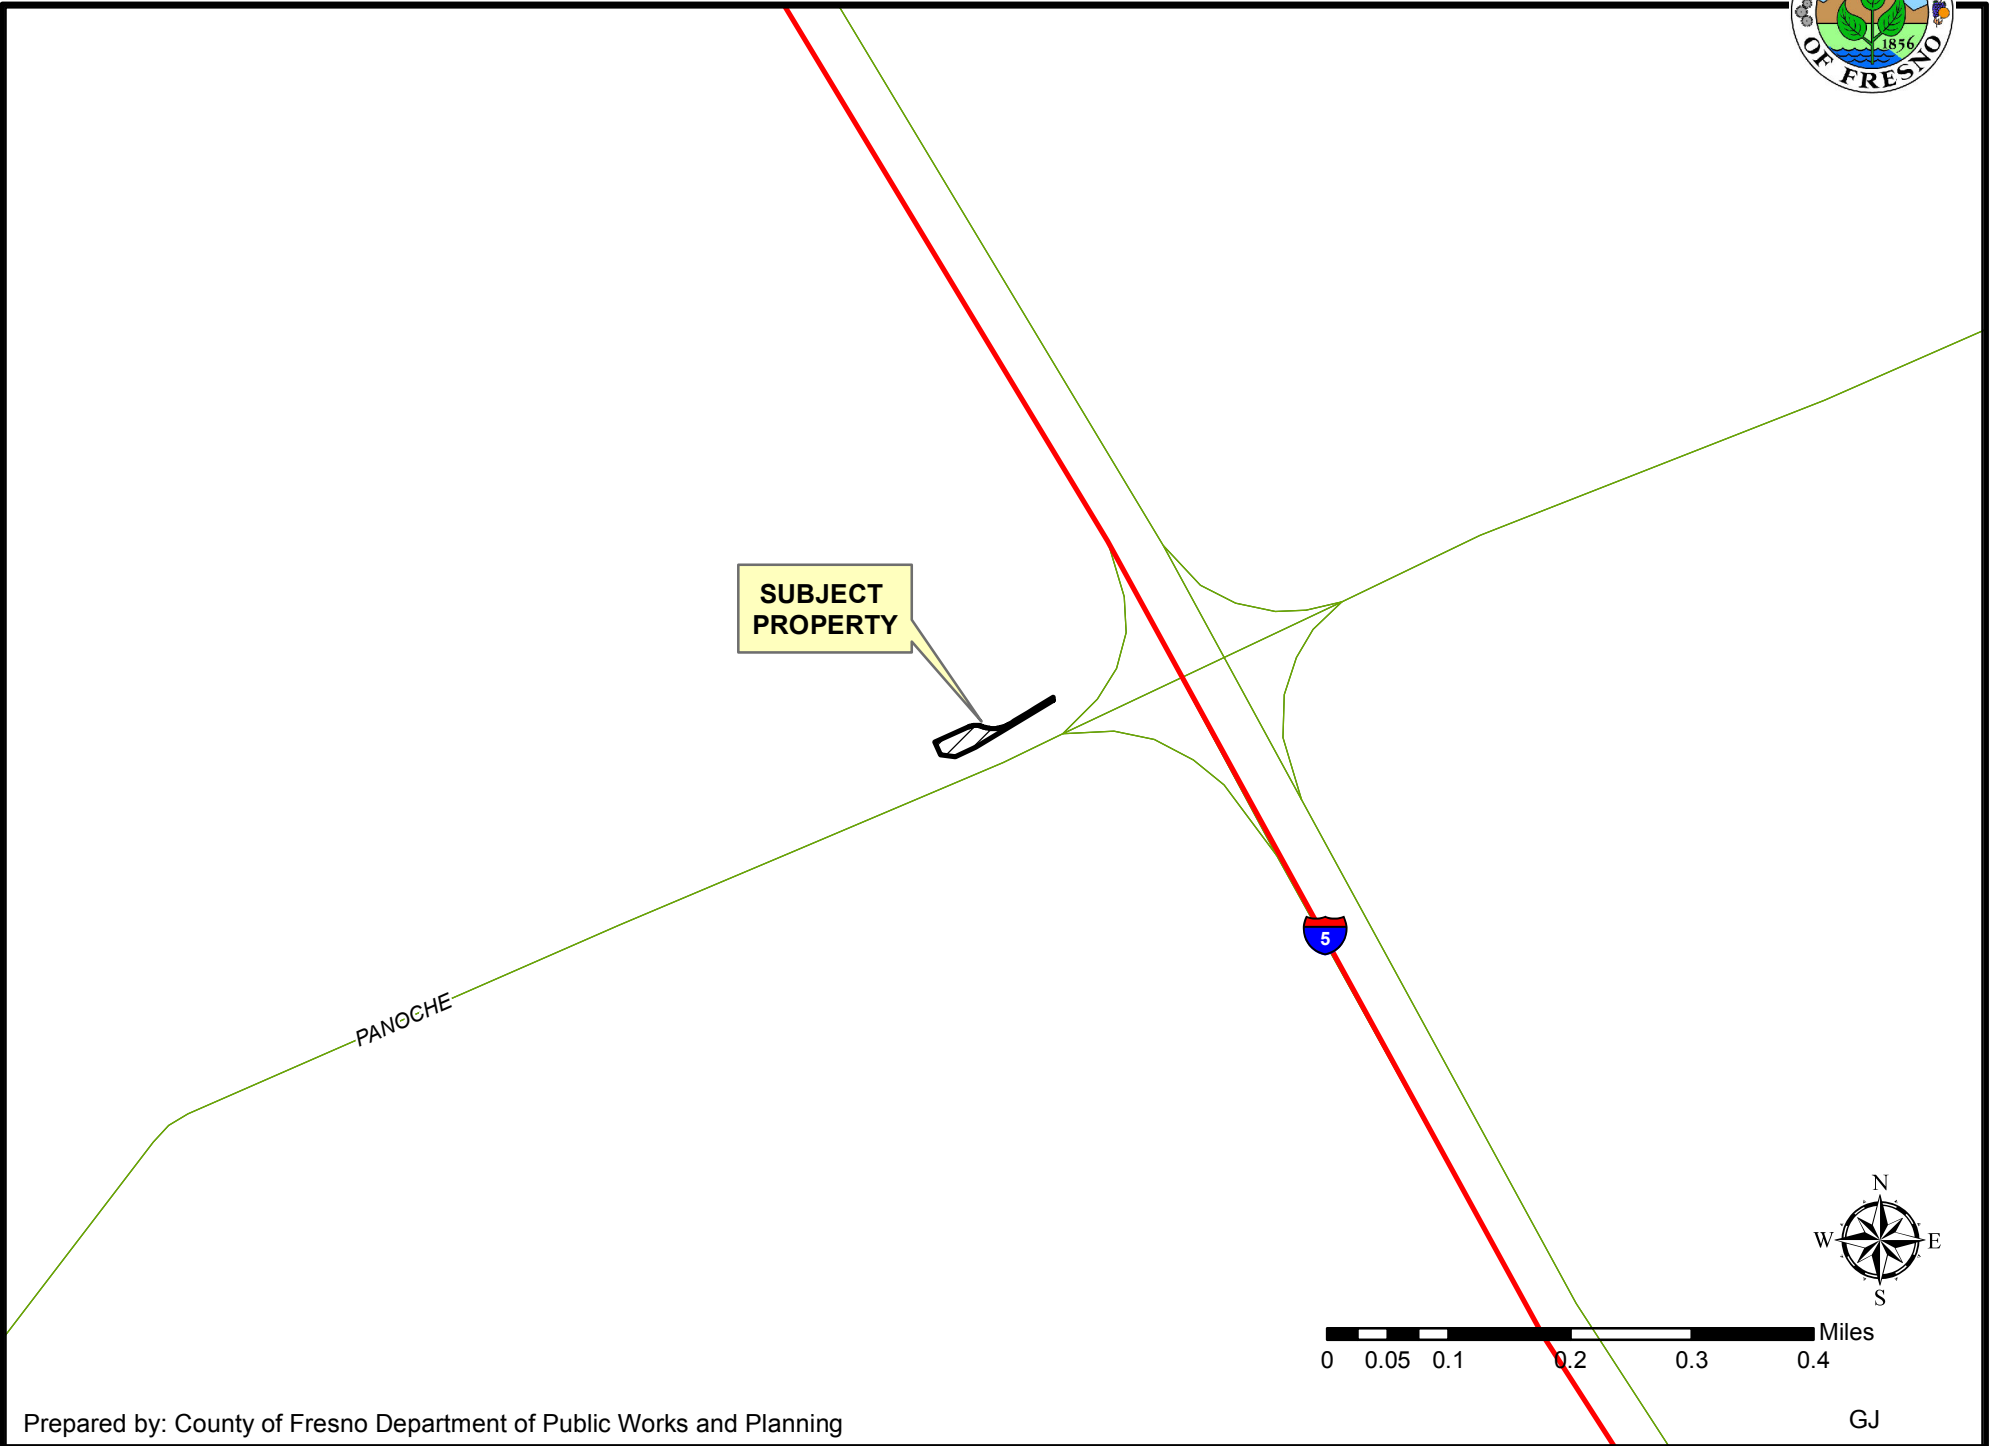 1856
OF FRESNO
SUBJECT
PROPERTY
5
PANOCHE
N
W E
S
Miles
0 0.05 0.1 0.2 0.3 0.4
GJ
Prepared by: County of Fresno Department of Public Works and Planning